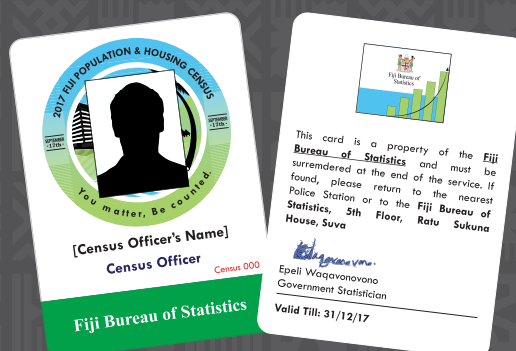 2017 FIJI POPULATION & HOUSING CENSUS
SEPTEMBER
17th
SEPTEMBER
17th
You matter, Be counted.
[Census Officer's Name]
Census Officer
Census 000
Fiji Bureau of Statistics
Fiji Bureau of
Statistics
This card is a property of the Fiji
Bureau of Statistics and must be
surremdered at the end of the service. If
found, please return to the nearest
Police Station or to the Fiji Bureau of
Statistics, 5th Floor, Ratu Sukuna
House, Suva
Epeli Waqavonovono
Government Statistician
Valid Till: 31/12/17